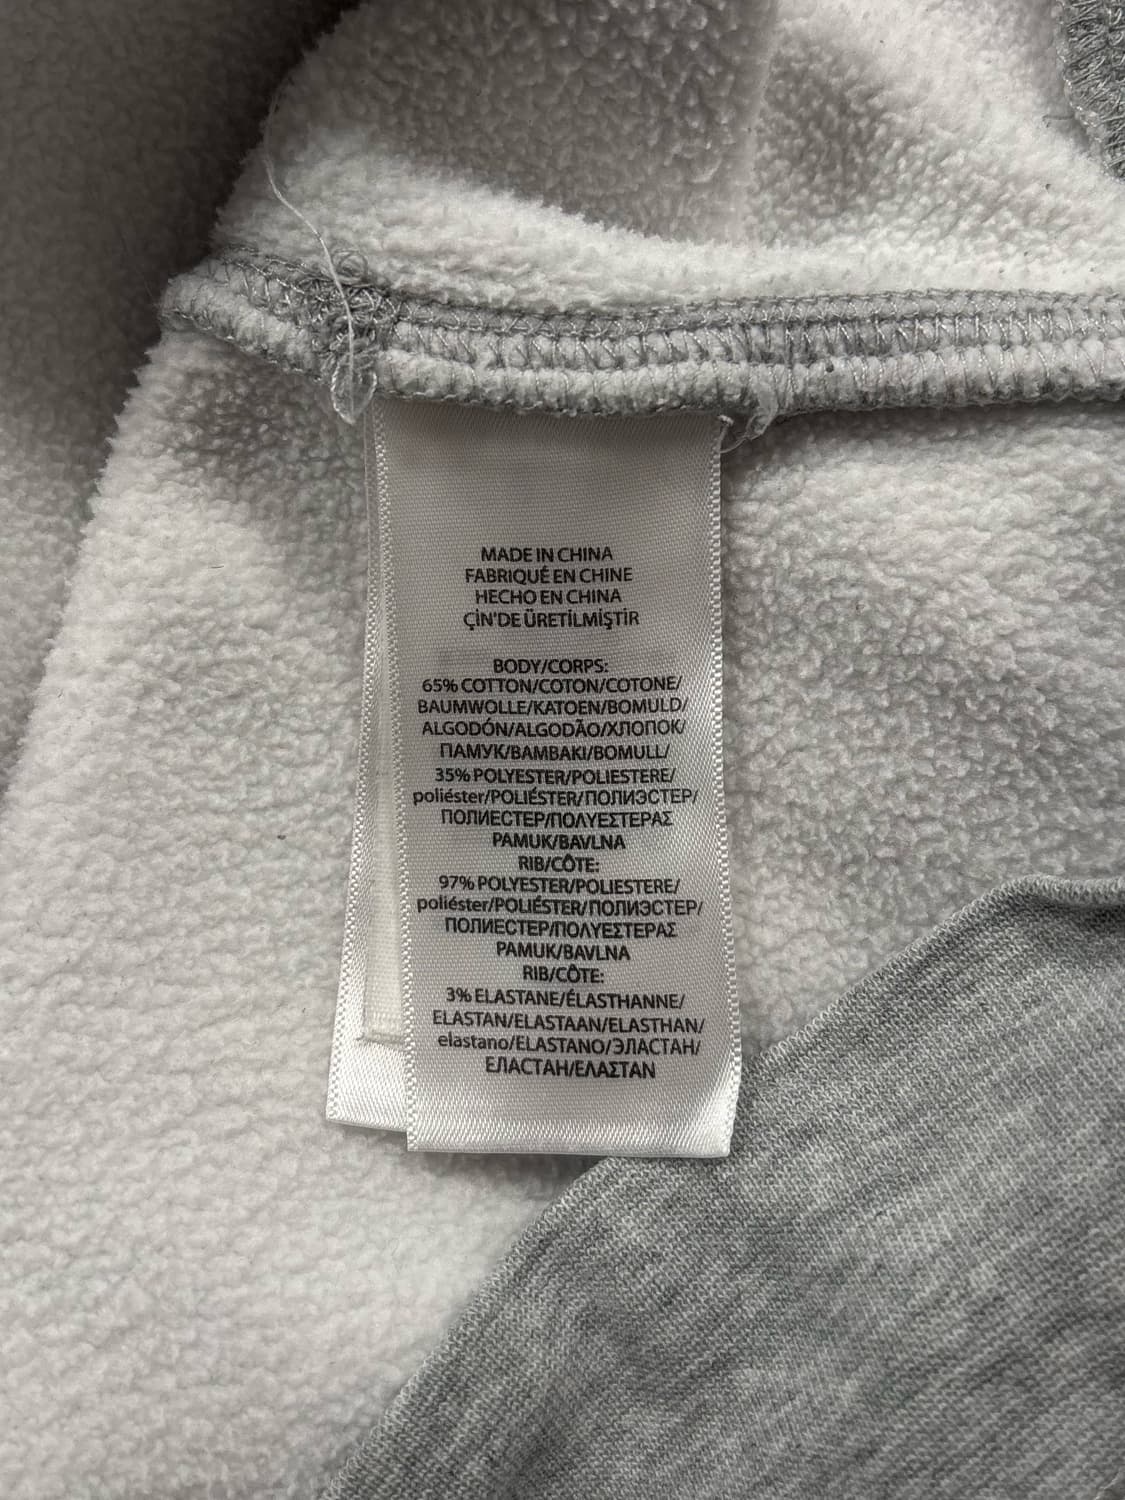 MADE IN CHINA
FABRIQUÉ EN CHINE
HECHO EN CHINA
ÇİN'DE ÜRETİLMİŞTİR
BODY/CORPS:
65% COTTON/COTON/COTONE/
BAUMWOLLE/KATOEN/BOMULD/
ALGODÓN/ALGODÃO/ХЛОПОК/
ПАМУК/ΒΑΜΒΑΚΙ/BOMULL/
35% POLYESTER/POLIESTERE/
poliéster/POLIÉSTER/ПОЛИЭСТЕР/
ПОЛИЕСТЕР/ΠΟΛΥΕΣΤΕΡΑΣ
PAMUK/BAVLNA
RIB/CÔTE:
97% POLYESTER/POLIESTERE/
poliéster/POLIÉSTER/ПОЛИЭСТЕР/
ПОЛИЕСТЕР/ΠΟΛΥΕΣΤΕΡΑΣ
PAMUK/BAVLNA
RIB/CÔTE:
3% ELASTANE/ÉLASTHANNE/
ELASTAN/ELASTAAN/ELASTHAN/
elastano/ELASTANO/ЭЛАСТАН/
ЕЛАСТАН/ΕΛΑΣΤΑΝ